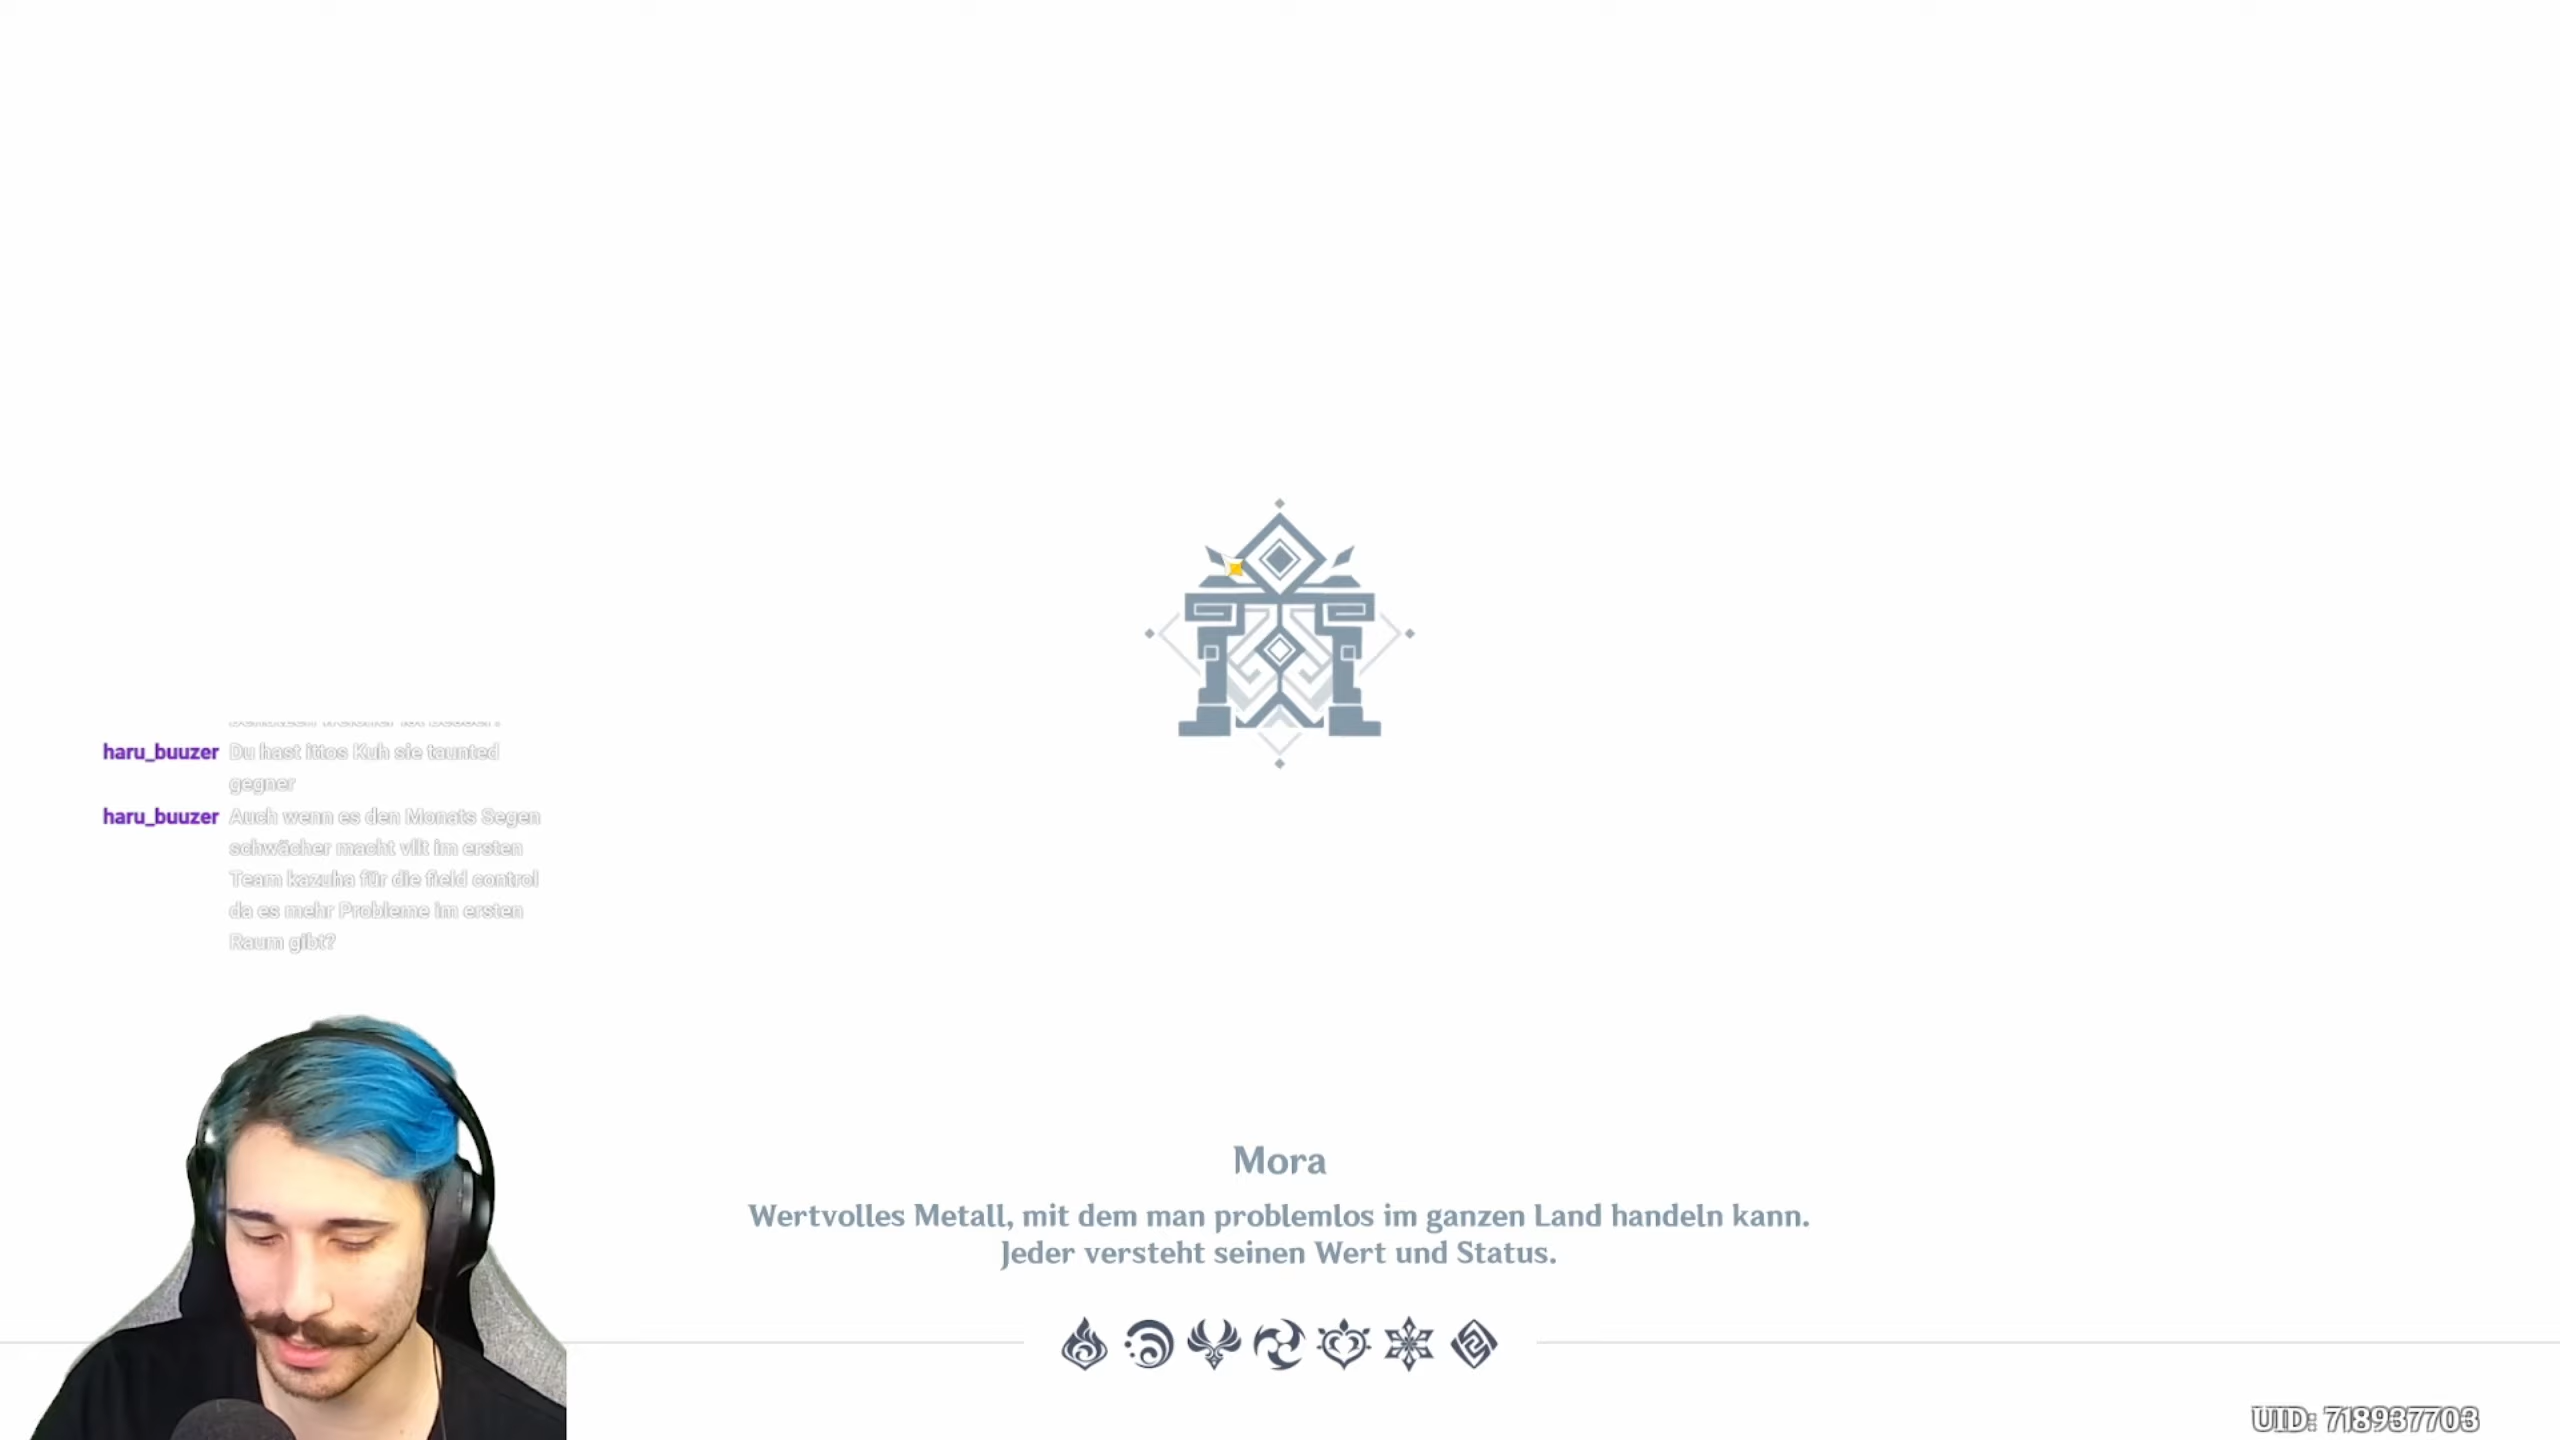 haru_buuzer Du hast ittos Kuh sie taunted
gegner
haru_buuzer Auch wenn es den Monats Segen
schwächer macht vllt im ersten
Team kazuha für die field control
da es mehr Probleme im ersten
Raum gibt?
Mora
Wertvolles Metall, mit dem man problemlos im ganzen Land handeln kann.
Jeder versteht seinen Wert und Status.
UID: 718937703